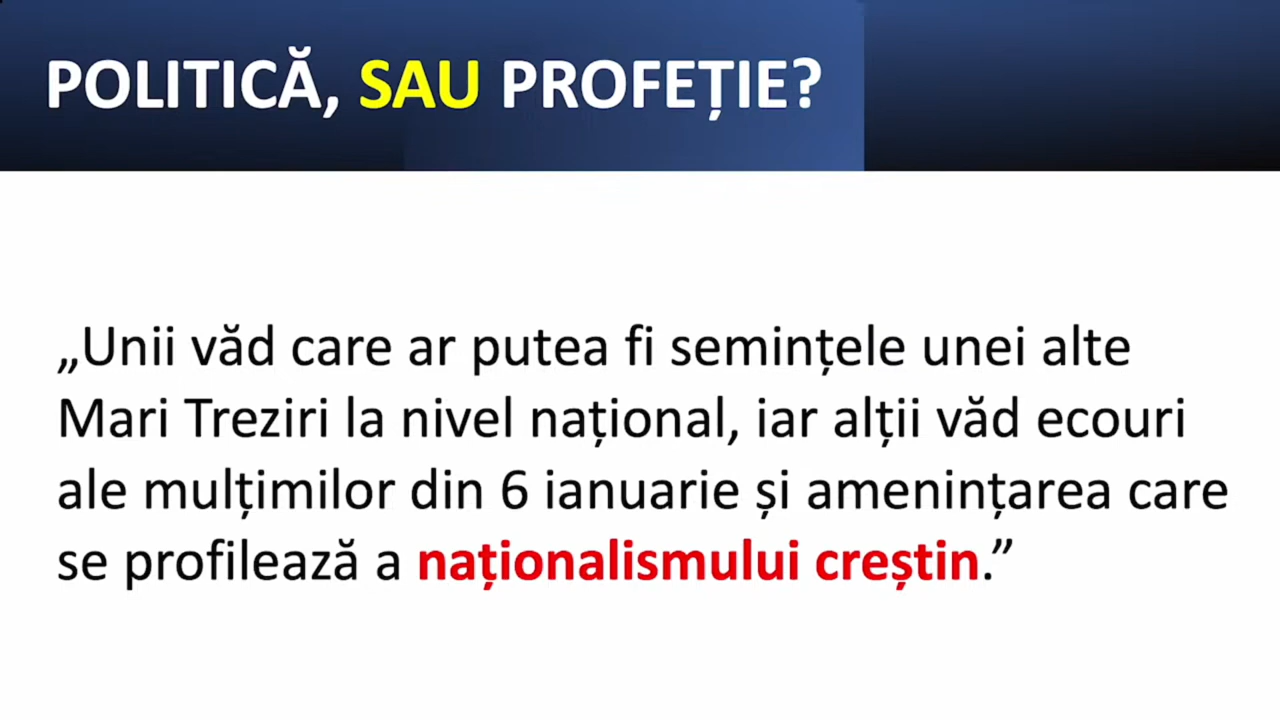 POLITICĂ, SAU PROFEȚIE?
„Unii văd care ar putea fi semințele unei alte
Mari Treziri la nivel național, iar alții văd ecouri
ale mulțimilor din 6 ianuarie și amenințarea care
se profilează a naționalismului creștin.”